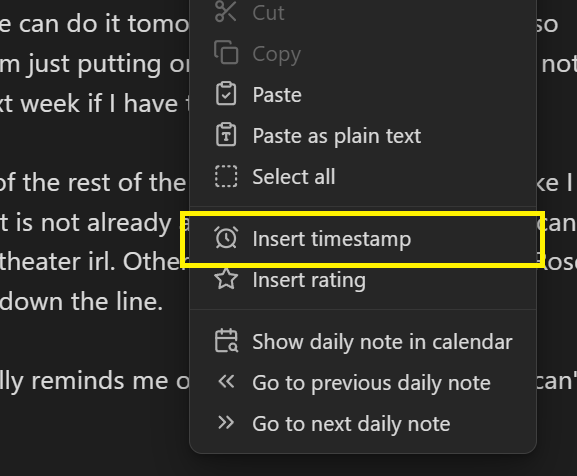 e can do it tomo
so
Cut
m just putting or
Copy
not
xt week if I have
Paste
Paste as plain text
of the rest of the
Select all
ke I
t is not already
can
Insert timestamp
theater irl. Other
Rose
Insert rating
down the line.
Show daily note in calendar
lly reminds me o
Go to previous daily note
can'
Go to next daily note